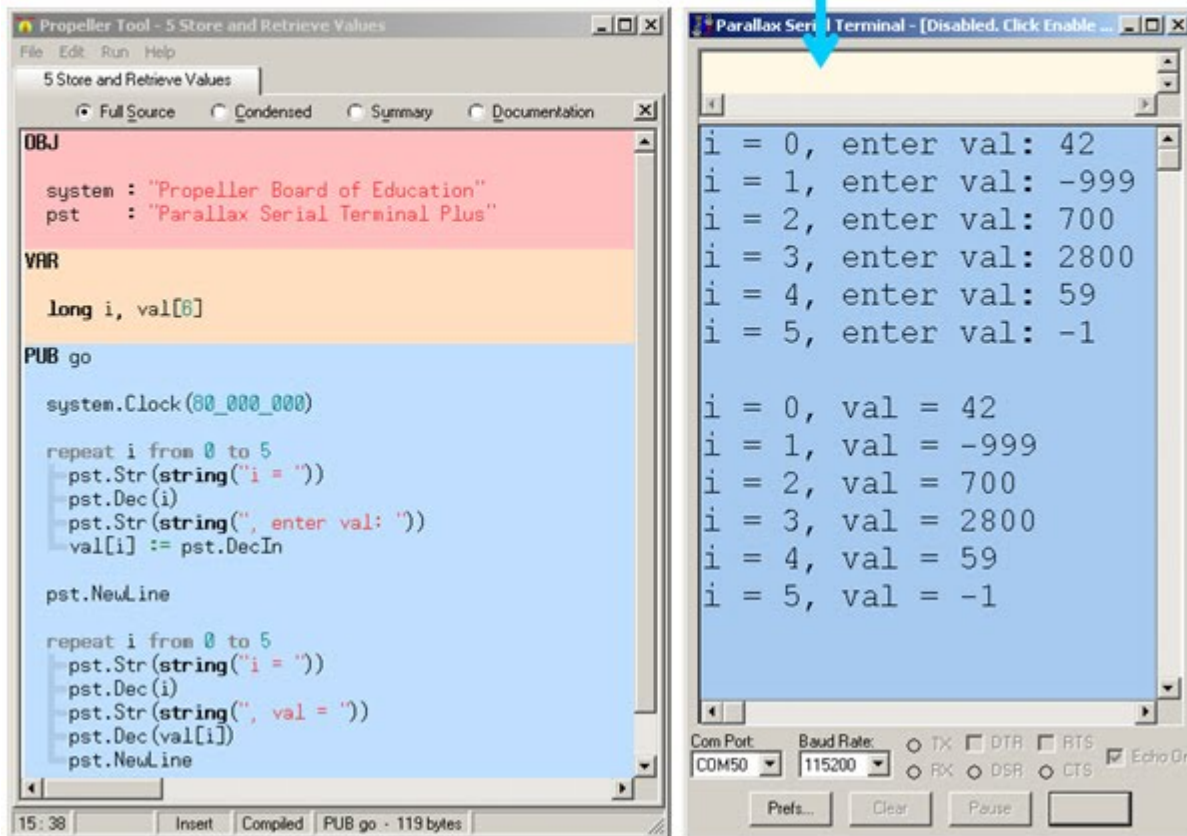 Propeller Tool - 5 Store and Retrieve Values
File Edit Run Help
5 Store and Retrieve Values
Full Source Condensed Summary Documentation
OBJ
system : "Propeller Board of Education"
pst : "Parallax Serial Terminal Plus"
VAR
long i, val[6]
PUB go
system.Clock(80_000_000)
repeat i from 0 to 5
pst.Str(string("i = "))
pst.Dec(i)
pst.Str(string(", enter val: "))
val[i] := pst.DecIn
pst.NewLine
repeat i from 0 to 5
pst.Str(string("i = "))
pst.Dec(i)
pst.Str(string(", val = "))
pst.Dec(val[i])
pst.NewLine
15 : 38 Insert Compiled PUB go - 119 bytes
Parallax Serial Terminal - [Disabled. Click Enable ...
i = 0, enter val: 42
i = 1, enter val: -999
i = 2, enter val: 700
i = 3, enter val: 2800
i = 4, enter val: 59
i = 5, enter val: -1
i = 0, val = 42
i = 1, val = -999
i = 2, val = 700
i = 3, val = 2800
i = 4, val = 59
i = 5, val = -1
Com Port: Baud Rate: TX DTR RTS
COM50 115200 RX DSR CTS Echo On
Prefs... Clear Pause